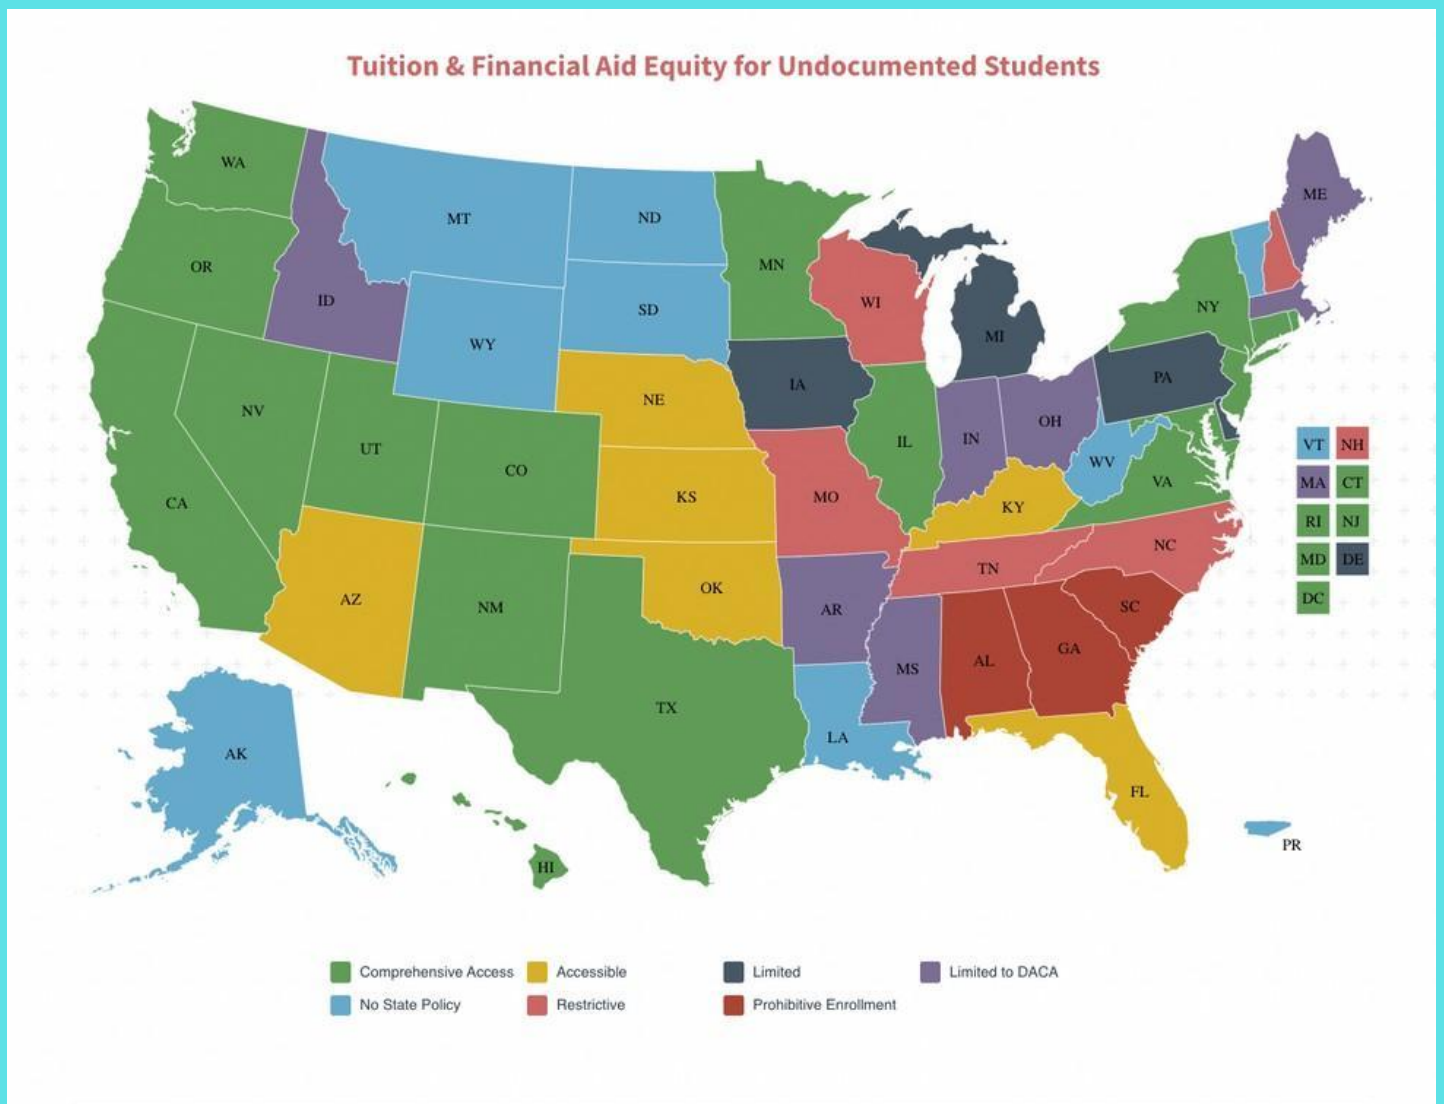 Tuition & Financial Aid Equity for Undocumented Students
WA
ME
MT
ND
OR
MN
ID
WI
NY
SD
MI
WY
PA
IA
NE
NV
OH
IN
IL
UT
VT NH
CO
WV
VA
MA CT
KS
MO
CA
KY
RI NJ
NC
MD DE
TN
OK
AZ
DC
NM
AR
SC
GA
AL
MS
TX
LA
AK
FL
PR
HI
Comprehensive Access Accessible Limited Limited to DACA
No State Policy Restrictive Prohibitive Enrollment